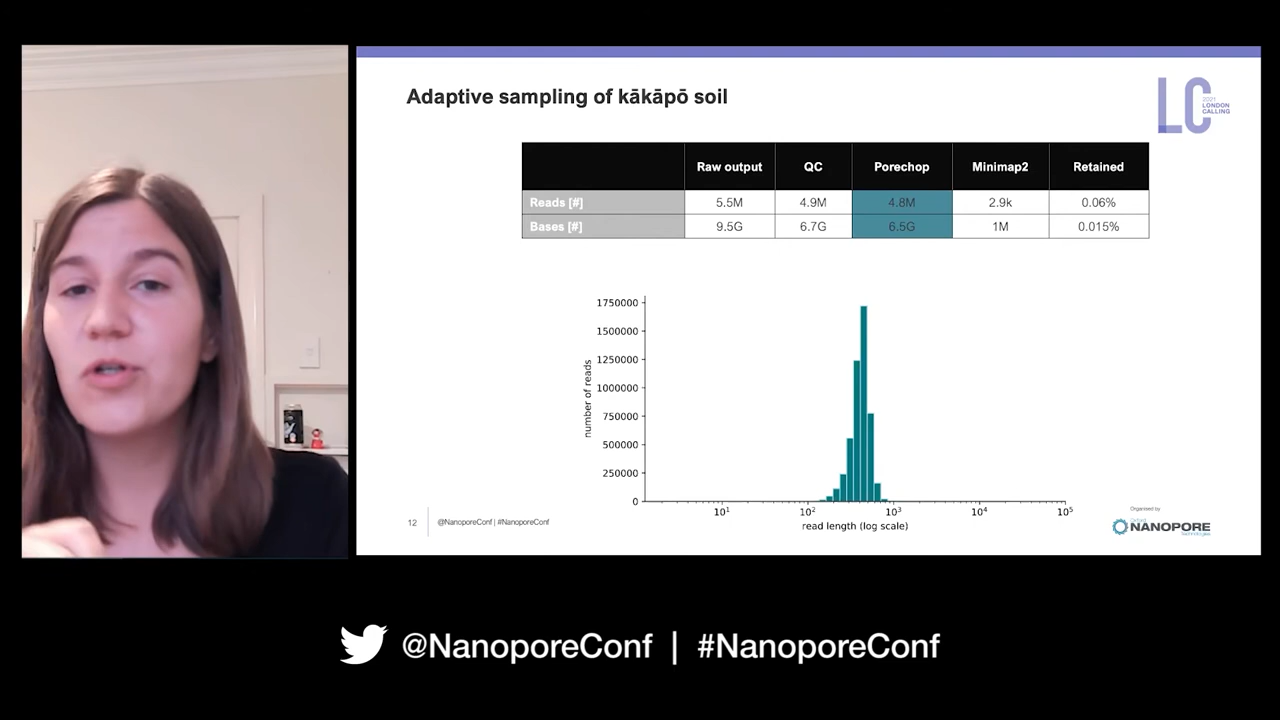 Adaptive sampling of kākāpō soil
LC
2021
LONDON
CALLING
Raw output QC Porechop Minimap2 Retained
Reads [#] 5.5M 4.9M 4.8M 2.9k 0.06%
Bases [#] 9.5G 6.7G 6.5G 1M 0.015%
1750000
1500000
1250000
1000000
750000
500000
250000
0
number of reads
10¹ 10² 10³ 10⁴ 10⁵
read length (log scale)
12
@NanoporeConf | #NanoporeConf
Organised by
NANOPORE
Technologies
@NanoporeConf | #NanoporeConf